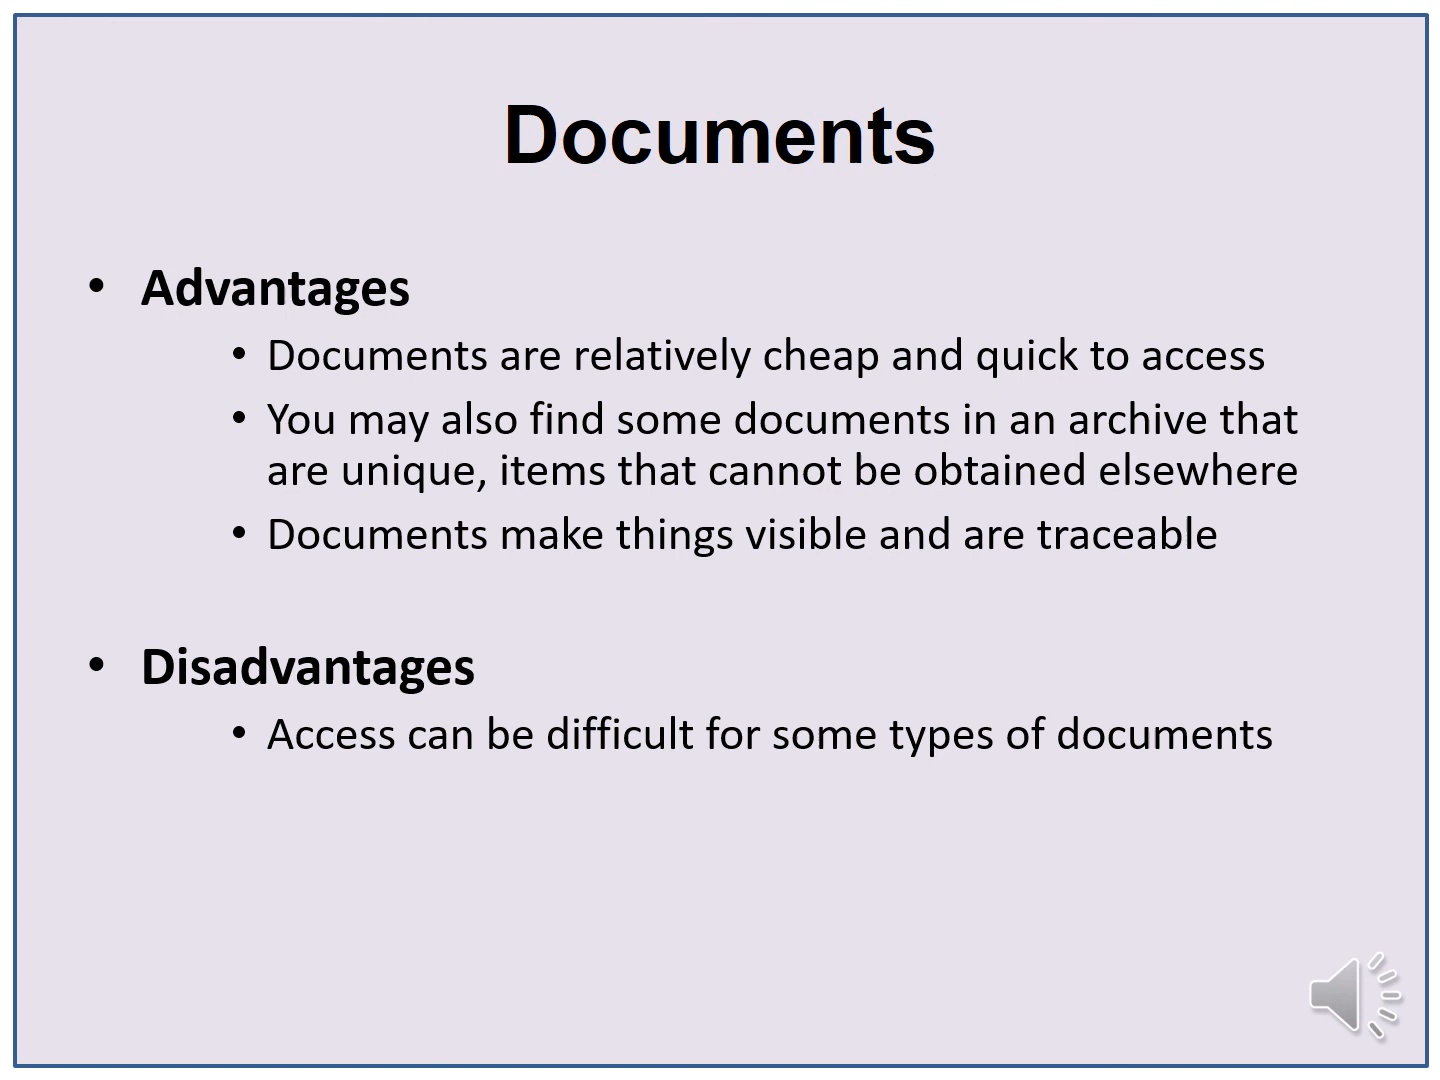 Documents
• Advantages
• Documents are relatively cheap and quick to access
• You may also find some documents in an archive that
are unique, items that cannot be obtained elsewhere
• Documents make things visible and are traceable
• Disadvantages
• Access can be difficult for some types of documents